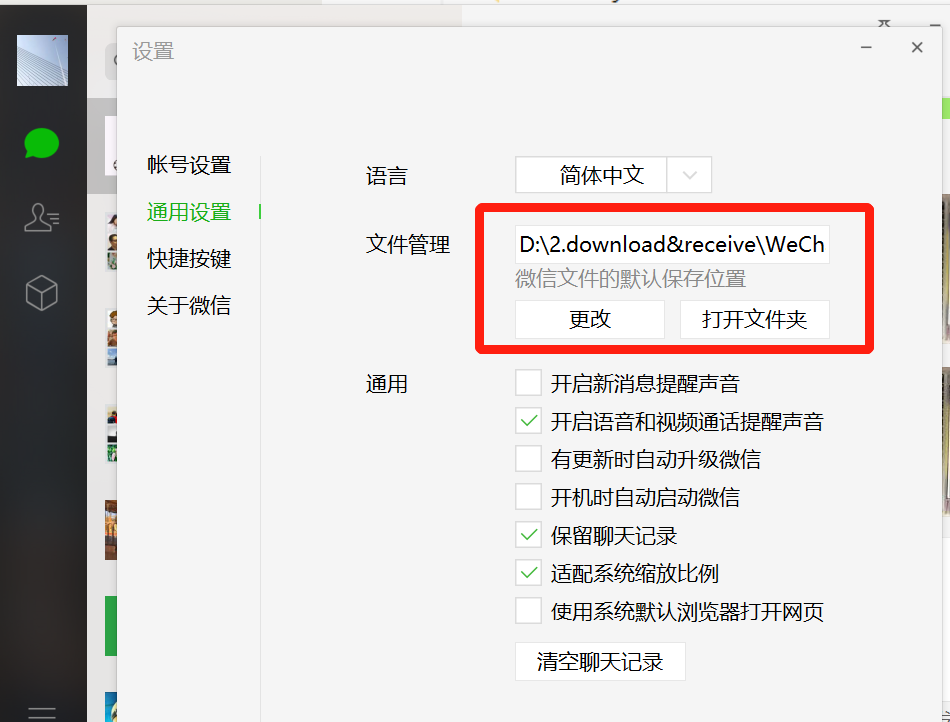 设置
帐号设置
通用设置
快捷按键
关于微信
语言
简体中文
文件管理
D:\2.download&receive\WeCh
微信文件的默认保存位置
更改
打开文件夹
通用
开启新消息提醒声音
开启语音和视频通话提醒声音
有更新时自动升级微信
开机时自动启动微信
保留聊天记录
适配系统缩放比例
使用系统默认浏览器打开网页
清空聊天记录